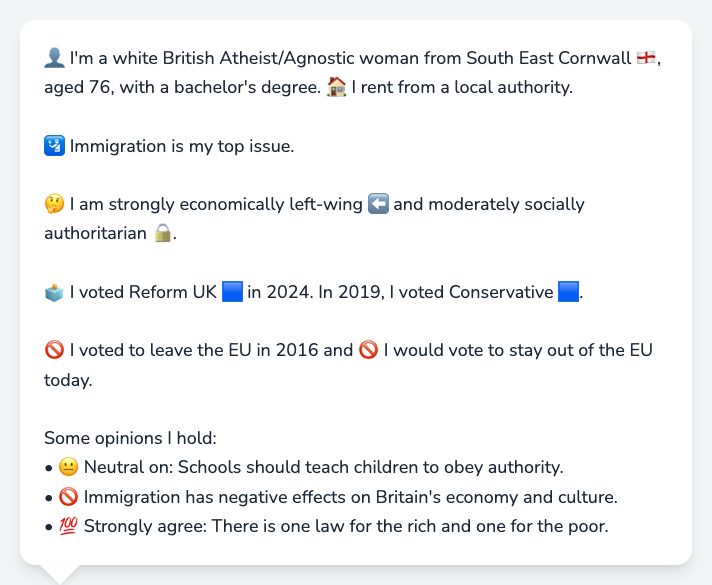 👤 I'm a white British Atheist/Agnostic woman from South East Cornwall 🏴󠁧󠁢󠁥󠁮󠁧󠁿,
aged 76, with a bachelor's degree. 🏠 I rent from a local authority.
🛂 Immigration is my top issue.
🤔 I am strongly economically left-wing ⬅️ and moderately socially
authoritarian 🔒.
🗳️ I voted Reform UK 🟦 in 2024. In 2019, I voted Conservative 🟦.
🚫 I voted to leave the EU in 2016 and 🚫 I would vote to stay out of the EU
today.
Some opinions I hold:
• 😐 Neutral on: Schools should teach children to obey authority.
• 🚫 Immigration has negative effects on Britain's economy and culture.
• 💯 Strongly agree: There is one law for the rich and one for the poor.